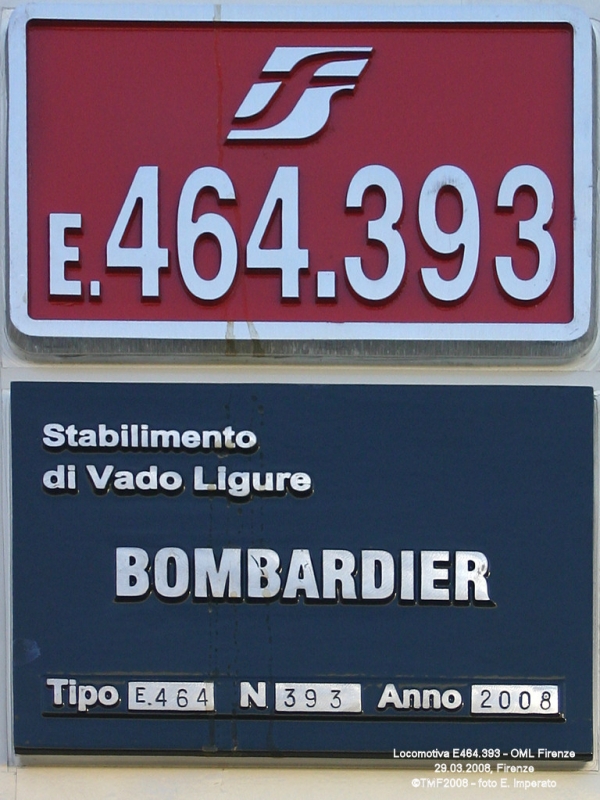 E.464.393
Stabilimento
di Vado Ligure
BOMBARDIER
Tipo E.464 N 393 Anno 2008
Locomotiva E464.393 - OML Firenze
29.03.2008, Firenze
©TMF2008 - foto E. Imperato